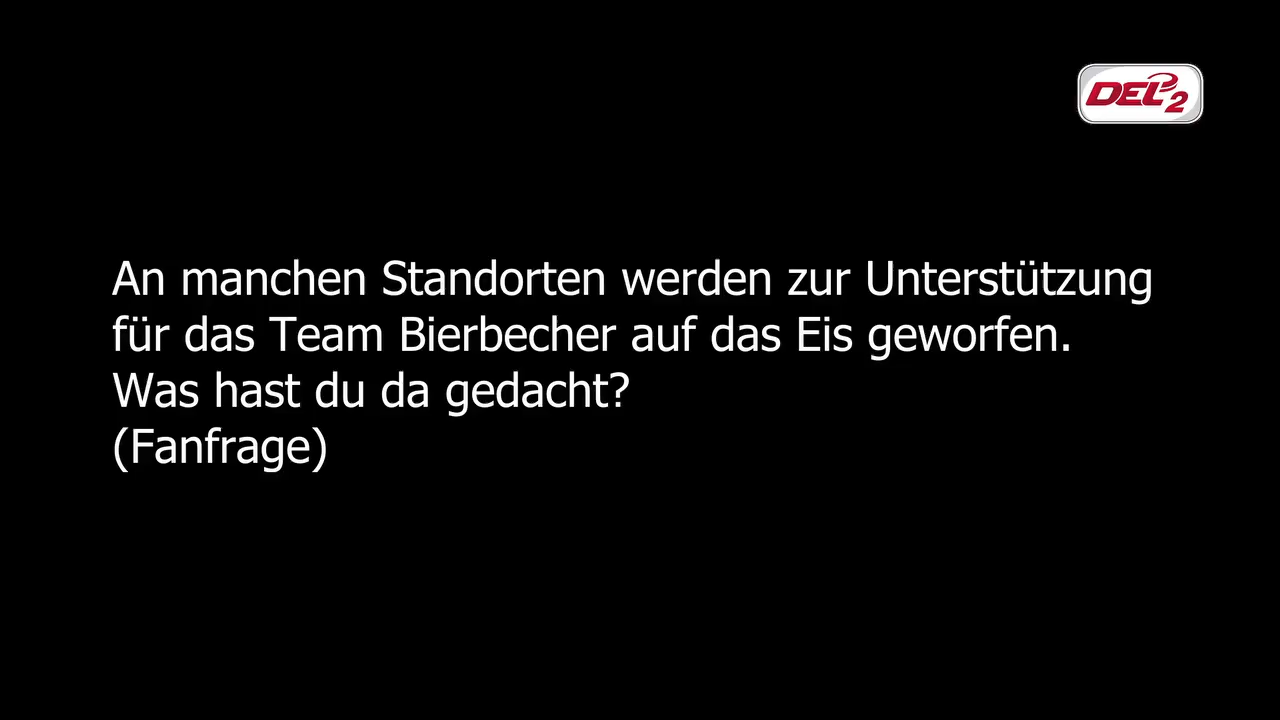 DEL2
An manchen Standorten werden zur Unterstützung
für das Team Bierbecher auf das Eis geworfen.
Was hast du da gedacht?
(Fanfrage)